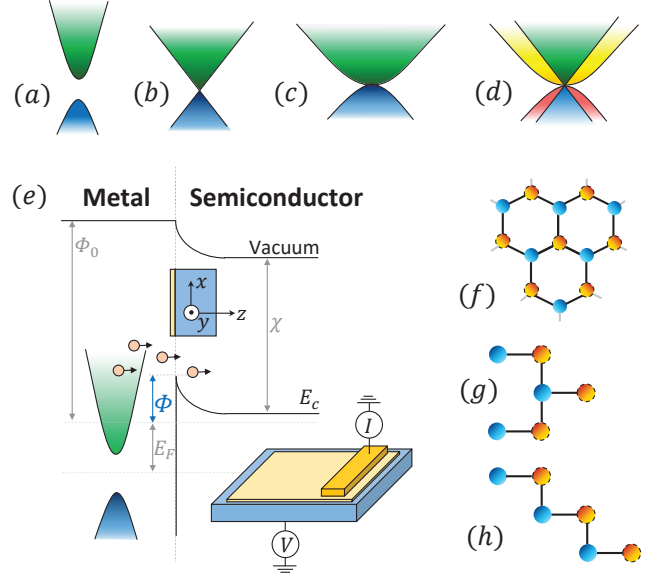 (a)
(b)
(c)
(d)
(e)
Metal
Semiconductor
Vacuum
Φ₀
x
y
z
χ
Φ
E_c
E_F
I
V
(f)
(g)
(h)